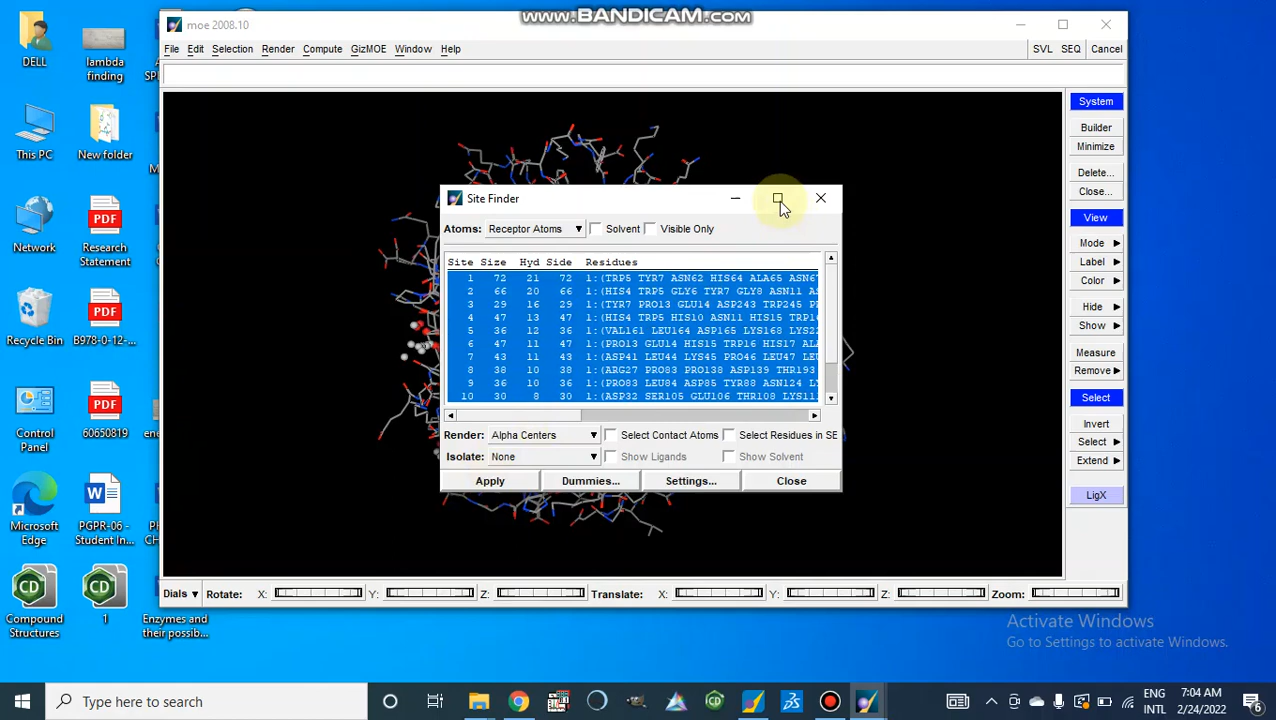 www.BANDICAM.com
moe 2008.10
File Edit Selection Render Compute GizMOE Window Help
SVL SEQ Cancel
System
Builder
Minimize
Delete...
Close...
View
Mode
Label
Color
Hide
Show
Measure
Remove
Select
Invert
Select
Extend
LigX
Site Finder
Atoms: Receptor Atoms Solvent Visible Only
Site Size Hyd Side Residues
1 72 21 72 1:(TRP5 TYR7 ASN62 HIS64 ALA65 ASN67
2 66 20 66 1:(HIS4 TRP5 GLY6 TYR7 GLY8 ASN11
3 29 16 29 1:(TYR7 PRO13 GLU14 ASP243 TRP245
4 47 13 47 1:(HIS4 TRP5 HIS10 ASN11 HIS15
5 36 12 36 1:(VAL161 LEU164 ASP165 LYS168
6 47 11 47 1:(PRO13 GLU14 HIS15 TRP16 HIS17
7 43 11 43 1:(ASP41 LEU44 LYS45 PRO46 LEU47
8 38 10 38 1:(ARG27 PRO83 PRO138 ASP139 THR193
9 36 10 36 1:(PRO83 LEU84 ASP85 TYR88 ASN124
10 30 8 30 1:(ASP32 SER105 GLU106 THR108
Render: Alpha Centers Select Contact Atoms Select Residues in SE
Isolate: None Show Ligands Show Solvent
Apply Dummies... Settings... Close
Dials Rotate: X: Y: Z: Translate: X: Y: Z: Zoom:
DELL
lambda finding
This PC
New folder
Network
Research Statement
Recycle Bin
B978-0-12-...
Control Panel
60650819
Microsoft Edge
PGPR-06 - Student In...
Compound Structures
1
Enzymes and their possib...
Activate Windows
Go to Settings to activate Windows.
Type here to search
ENG
INTL
7:04 AM
2/24/2022
6